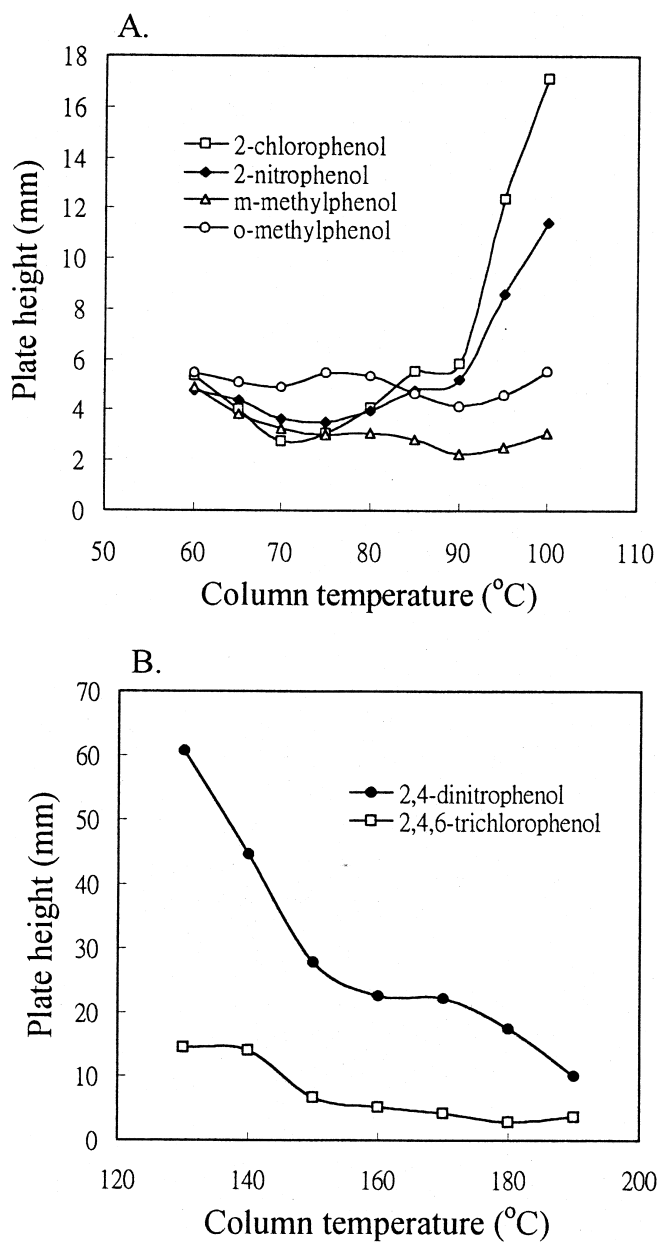 A.
18
16
14
12
10
8
6
4
2
0
Plate height (mm)
2-chlorophenol
2-nitrophenol
m-methylphenol
o-methylphenol
50 60 70 80 90 100 110
Column temperature (°C)
B.
70
60
50
40
30
20
10
0
Plate height (mm)
2,4-dinitrophenol
2,4,6-trichlorophenol
120 140 160 180 200
Column temperature (°C)